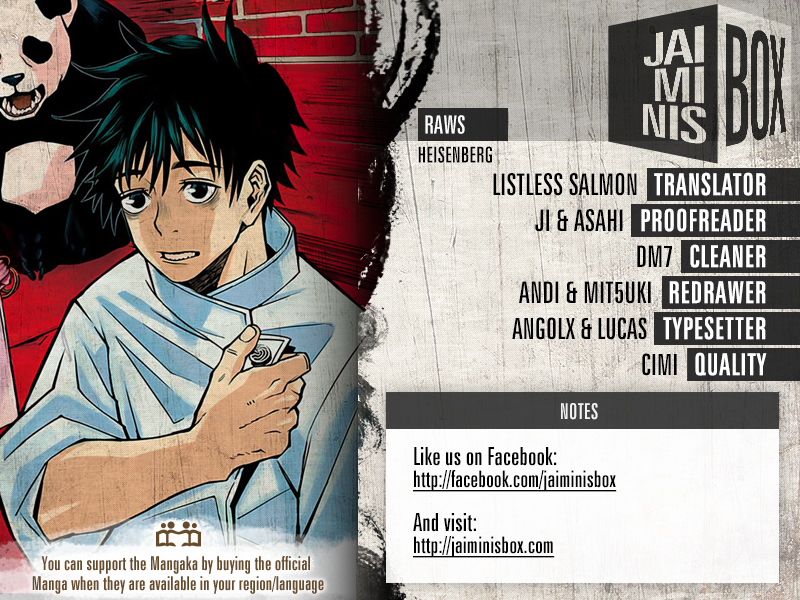 JAI
MI
NIS
BOX
RAWS
HEISENBERG
LISTLESS SALMON TRANSLATOR
JI & ASAHI PROOFREADER
DM7 CLEANER
ANDI & MIT5UKI REDRAWER
ANGOLX & LUCAS TYPESETTER
CIMI QUALITY
NOTES
Like us on Facebook:
http://facebook.com/jaiminisbox
And visit:
http://jaiminisbox.com
You can support the Mangaka by buying the official
Manga when they are available in your region/language